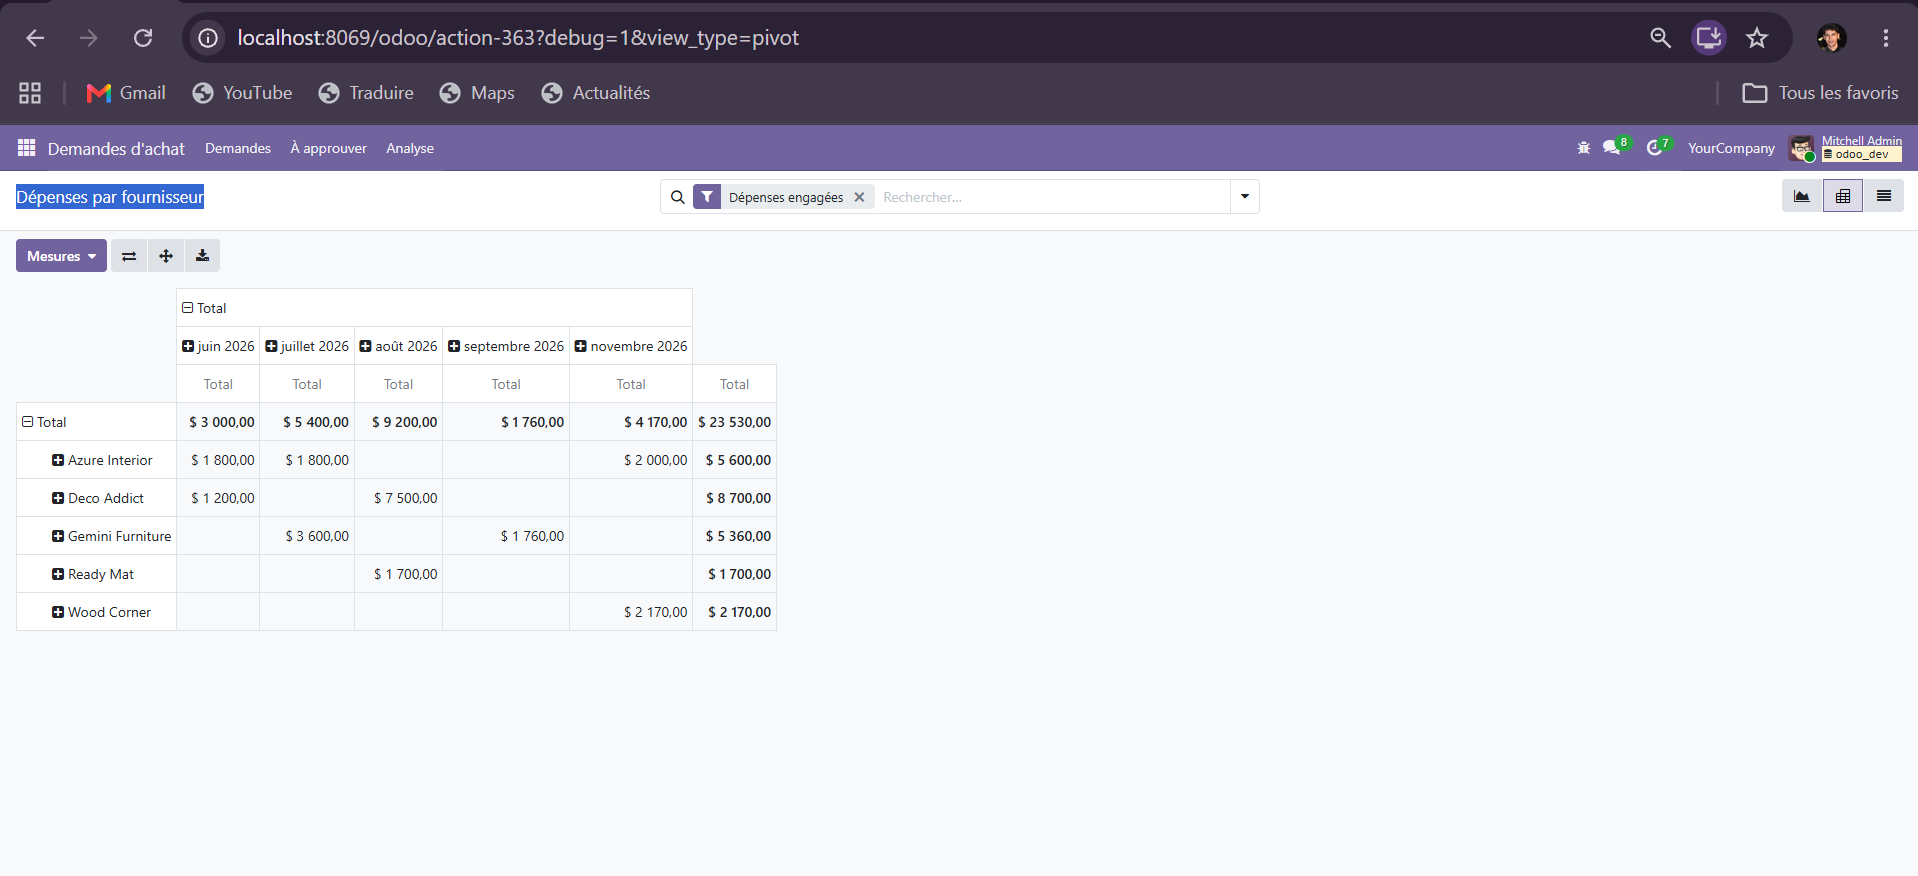 localhost:8069/odoo/action-363?debug=1&view_type=pivot
Gmail YouTube Traduire Maps Actualités Tous les favoris
Demandes d'achat Demandes À approuver Analyse 8 7 YourCompany Mitchell Admin
odoo_dev
Dépenses par fournisseur Dépenses engagées Rechercher...
Mesures
Total
juin 2026 juillet 2026 août 2026 septembre 2026 novembre 2026
Total Total Total Total Total Total
Total $ 3 000,00 $ 5 400,00 $ 9 200,00 $ 1 760,00 $ 4 170,00 $ 23 530,00
Azure Interior $ 1 800,00 $ 1 800,00 $ 2 000,00 $ 5 600,00
Deco Addict $ 1 200,00 $ 7 500,00 $ 8 700,00
Gemini Furniture $ 3 600,00 $ 1 760,00 $ 5 360,00
Ready Mat $ 1 700,00 $ 1 700,00
Wood Corner $ 2 170,00 $ 2 170,00